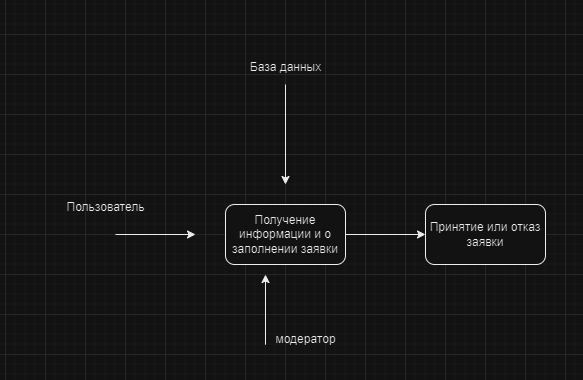 База данных
Пользователь
Получение
информации и о
заполнении заявки
Принятие или отказ
заявки
модератор